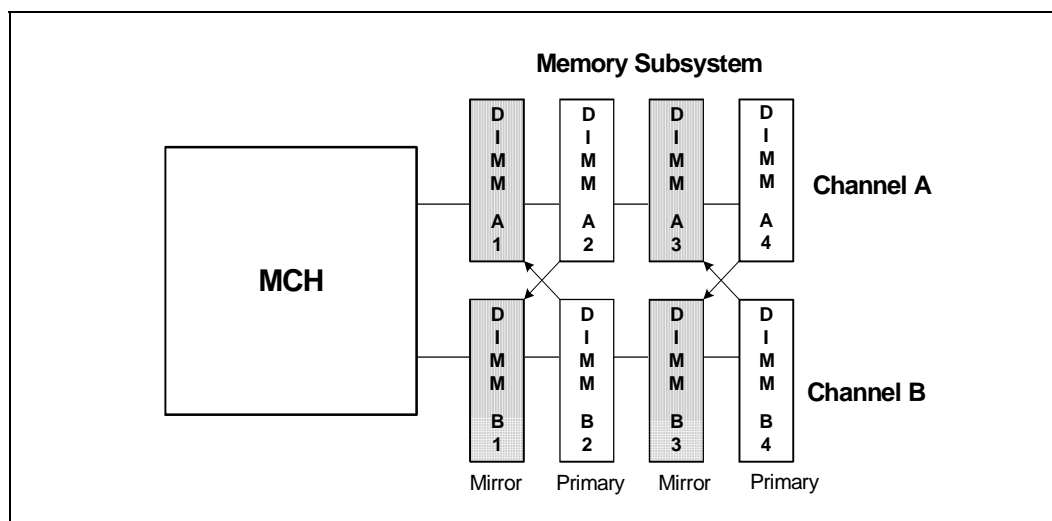 Memory Subsystem
DIMM A1
DIMM A2
DIMM A3
DIMM A4
Channel A
MCH
DIMM B1
DIMM B2
DIMM B3
DIMM B4
Channel B
Mirror
Primary
Mirror
Primary